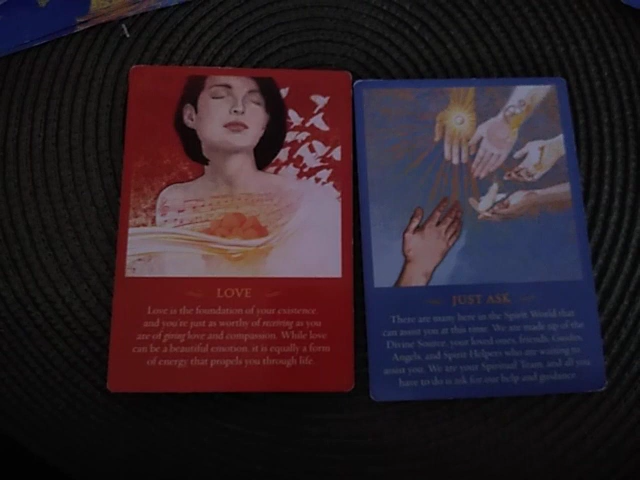 LOVE
Love is the foundation of your existence,
and you're just as worthy of receiving as you
are of giving love and compassion. While love
can be a beautiful emotion, it is equally a form
of energy that propels you through life.
JUST ASK
There are many here in the Spirit World that
can assist you at this time. We are made up of the
Divine Source, your loved ones, friends, Guides,
Angels, and Spirit Helpers who are waiting to
assist you. We are your Spiritual Team, and all you
have to do is ask for our help and guidance.